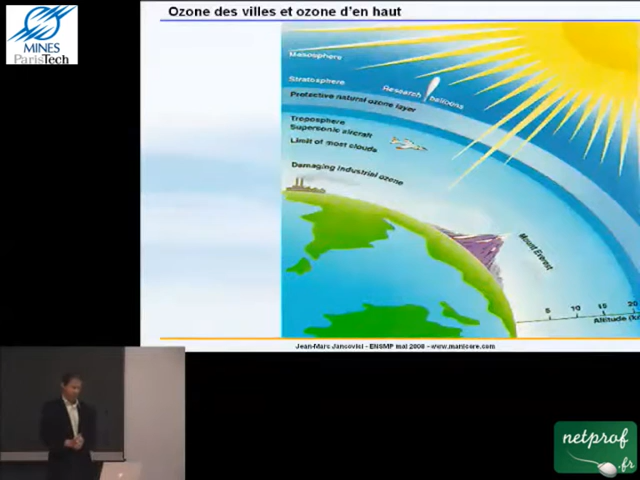 MINES
ParisTech
Ozone des villes et ozone d'en haut
Mesosphere
Stratosphere
Research balloons
Protective natural ozone layer
Troposphere
Supersonic aircraft
Limit of most clouds
Damaging industrial ozone
Mount Everest
5 10 15 20
Altitude (k
Jean-Marc Jancovici - ENSMP mai 2008 - www.manicore.com
netprof
.fr